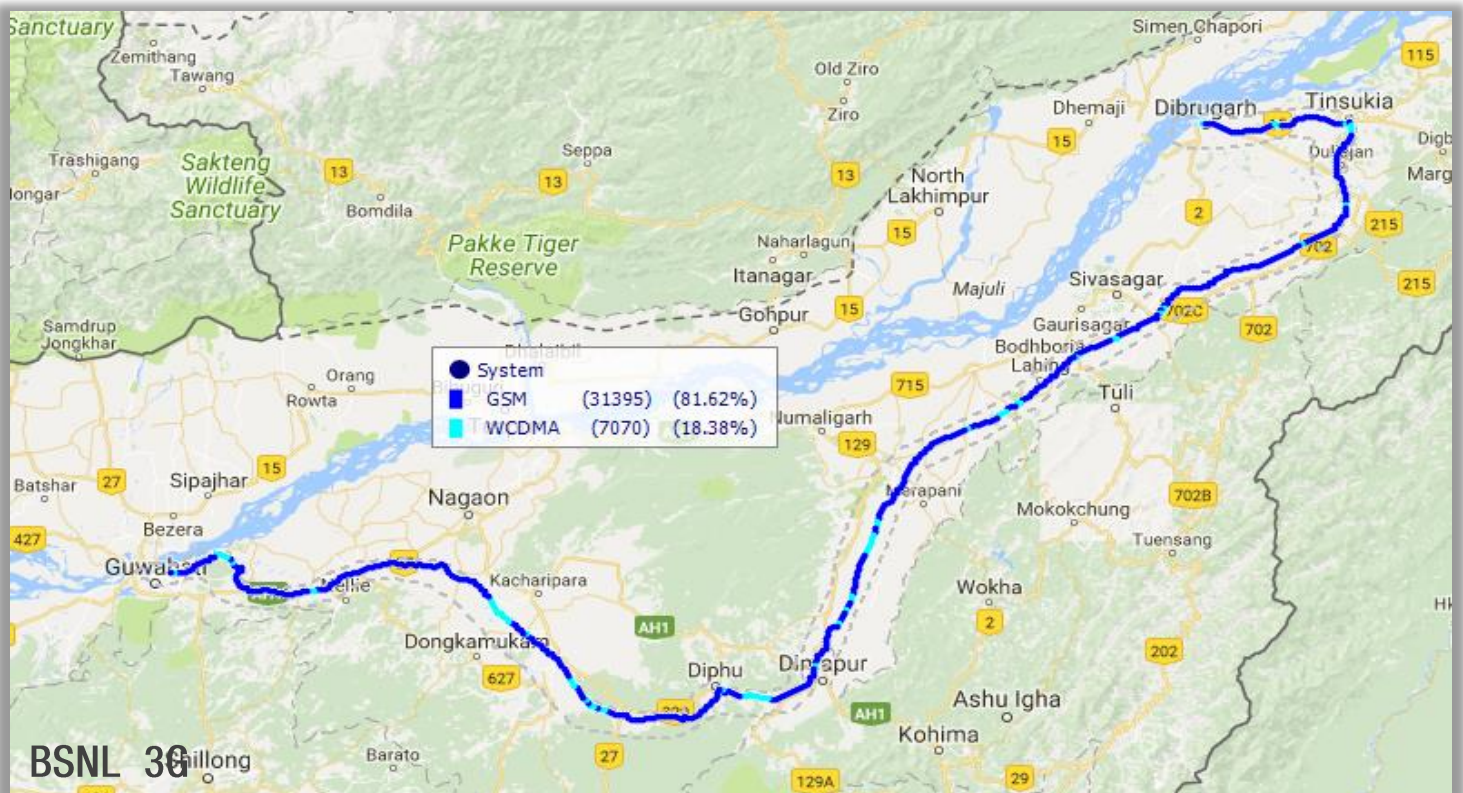 Sanctuary
Simen Chapori
Zemithang
Tawang
115
Old Ziro
Ziro
Dhemaji
Dibrugarh
Tinsukia
15
Duliajan
Digb
Marg
Trashigang
Sakteng
Wildlife
Sanctuary
longar
13
Seppa
13
13
Bomdila
North
Lakhimpur
2
215
15
Naharlagun
Itanagar
Pakke Tiger
Reserve
702
Sivasagar
215
Majuli
15
702C
702
Gohpur
Gaurisagar
Samdrup
Jongkhar
Bodhboria
Lahing
System
GSM (31395) (81.62%)
WCDMA (7070) (18.38%)
Orang
Rowta
715
Tuli
Numaligarh
129
27
15
Sipajhar
Batshar
Nagaon
Merapani
702B
Mokokchung
Bezera
427
Tuensang
Guwahati
Nellie
Kacharipara
Wokha
2
Hk
AH1
Dongkamukam
202
627
Diphu
Dimapur
Ashu Igha
AH1
Kohima
27
Barato
129A
29
BSNL 3G
Shillong